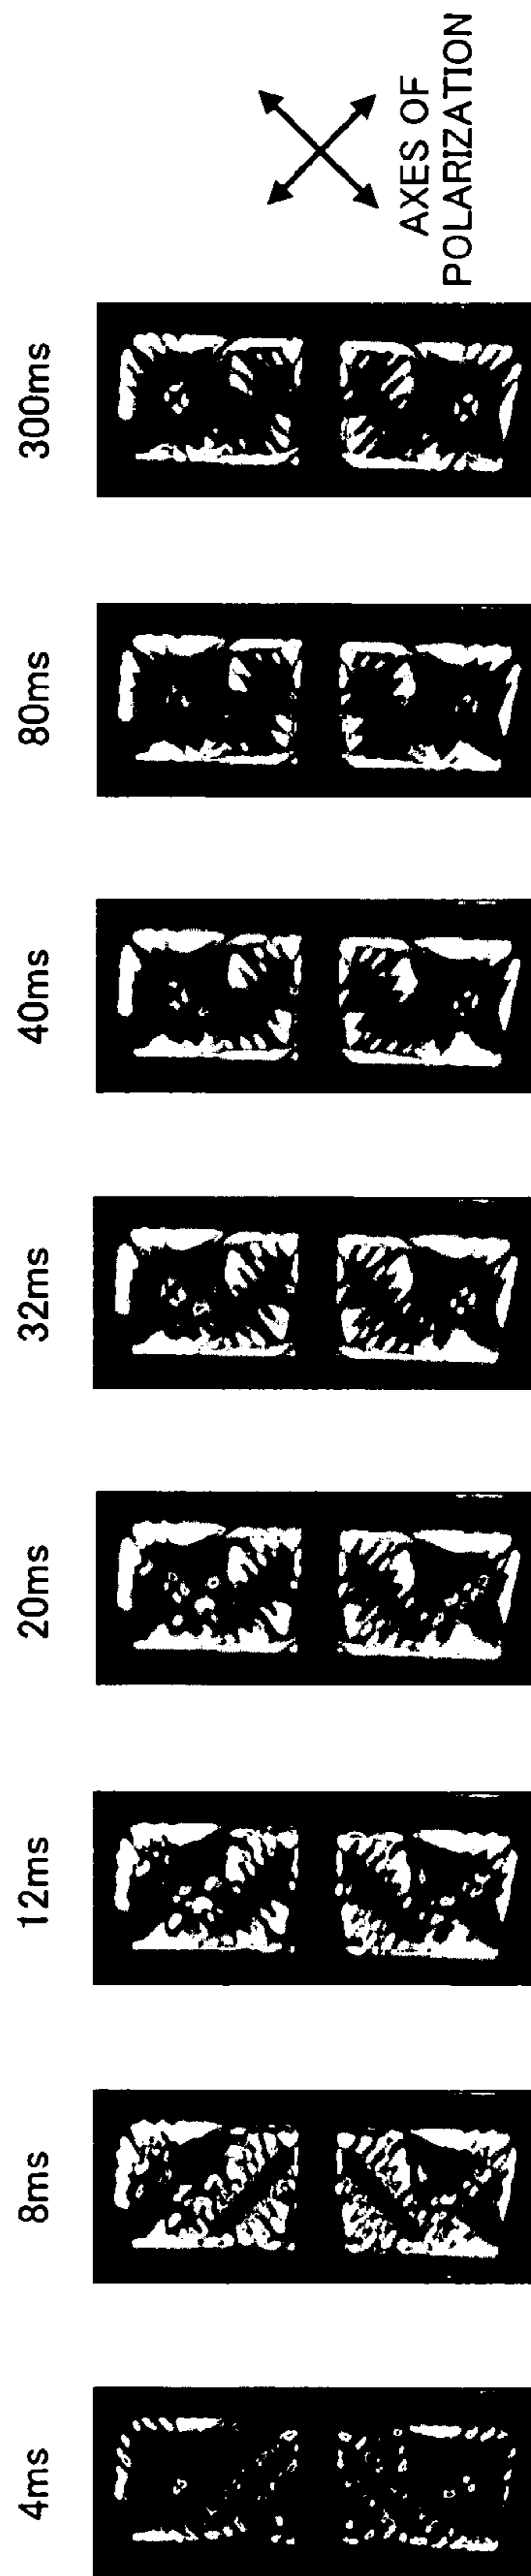 4ms
8ms
12ms
20ms
32ms
40ms
80ms
300ms
AXES OF
POLARIZATION